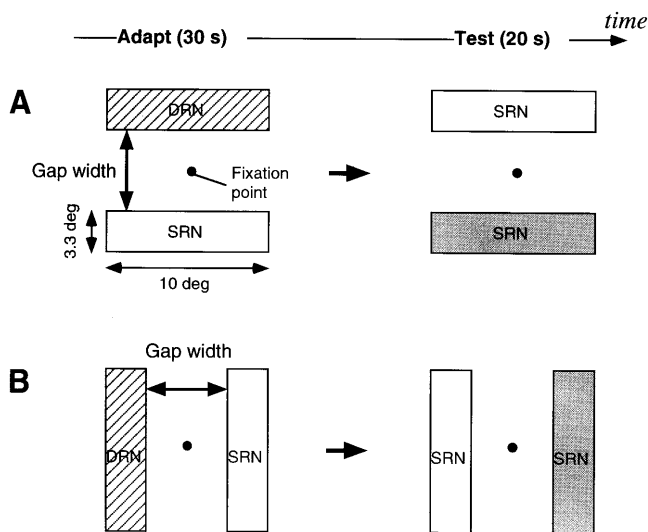 time
Adapt (30 s)
Test (20 s)
A
DRN
SRN
Gap width
Fixation
point
3.3 deg
SRN
SRN
10 deg
Gap width
B
DRN
SRN
SRN
SRN